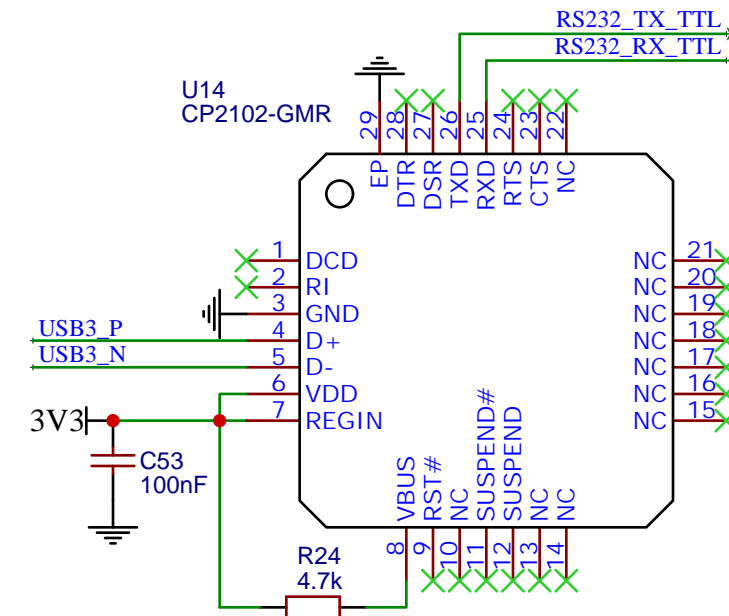 RS232_TX_TTL
RS232_RX_TTL
U14
CP2102-GMR
29 28 27 26 25 24 23 22
EP DTR DSR TXD RXD RTS CTS NC
1 DCD
2 RI
3 GND
USB3_P 4 D+
USB3_N 5 D-
6 VDD
3V3 7 REGIN
NC 21
NC 20
NC 19
NC 18
NC 17
NC 16
NC 15
C53
100nF
VBUS RST# NC SUSPEND# SUSPEND NC NC
8 9 10 11 12 13 14
R24
4.7k